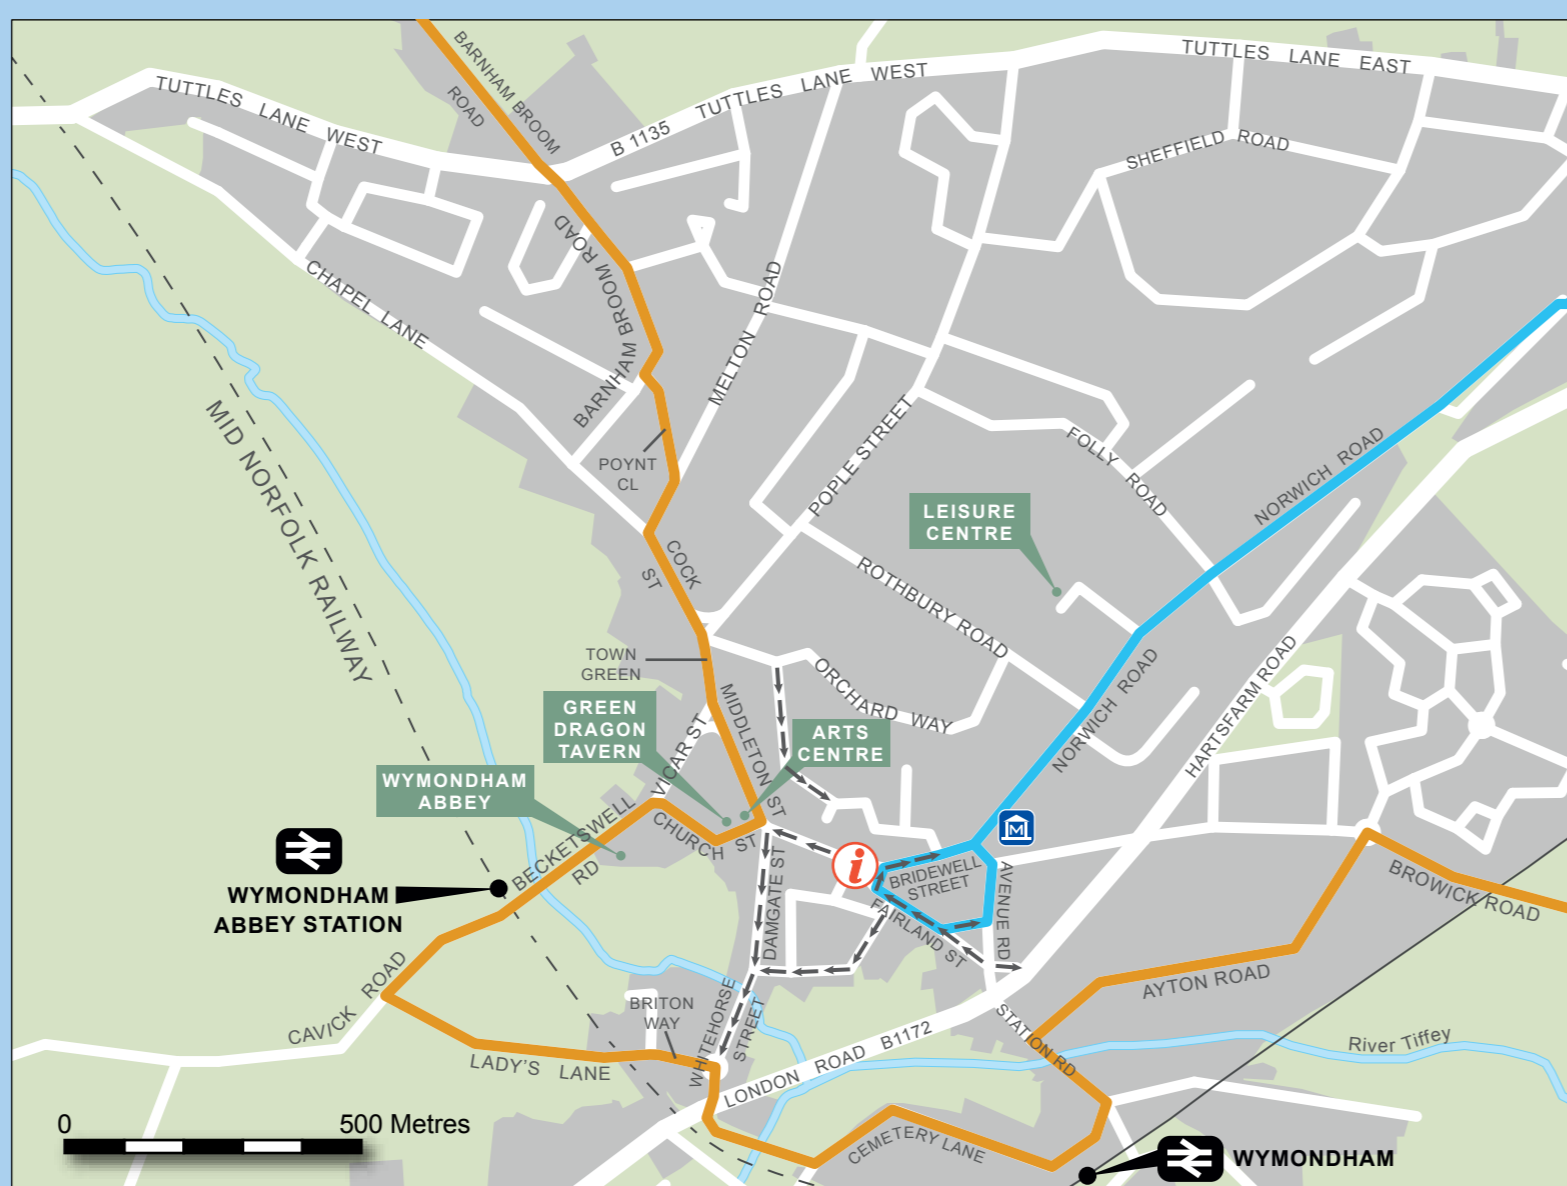 BARNHAM BROOM
ROAD
TUTTLES LANE EAST
TUTTLES LANE WEST
TUTTLES LANE WEST
B 1135
SHEFFIELD ROAD
BARNHAM BROOM ROAD
BARNHAM BROOM ROAD
CHAPEL LANE
MELTON ROAD
MID NORFOLK RAILWAY
POYNT
CL
POPLE STREET
FOLLY ROAD
NORWICH ROAD
LEISURE
CENTRE
COCK
ST
ROTHBURY ROAD
TOWN
GREEN
ORCHARD WAY
NORWICH ROAD
HARTSFARM ROAD
GREEN
DRAGON
TAVERN
VICAR ST
MIDDLETON ST
ARTS
CENTRE
WYMONDHAM
ABBEY
BECKETSWELL
RD
CHURCH ST
M
i
BRIDEWELL
STREET
AVENUE RD
BROWICK ROAD
WYMONDHAM
ABBEY STATION
DAMGATE ST
FAIRLAND ST
AYTON ROAD
CAVICK ROAD
BRITON
WAY
WHITEHORSE
STREET
STATION RD
River Tiffey
LADY'S LANE
LONDON ROAD B1172
CEMETERY LANE
0 500 Metres
WYMONDHAM